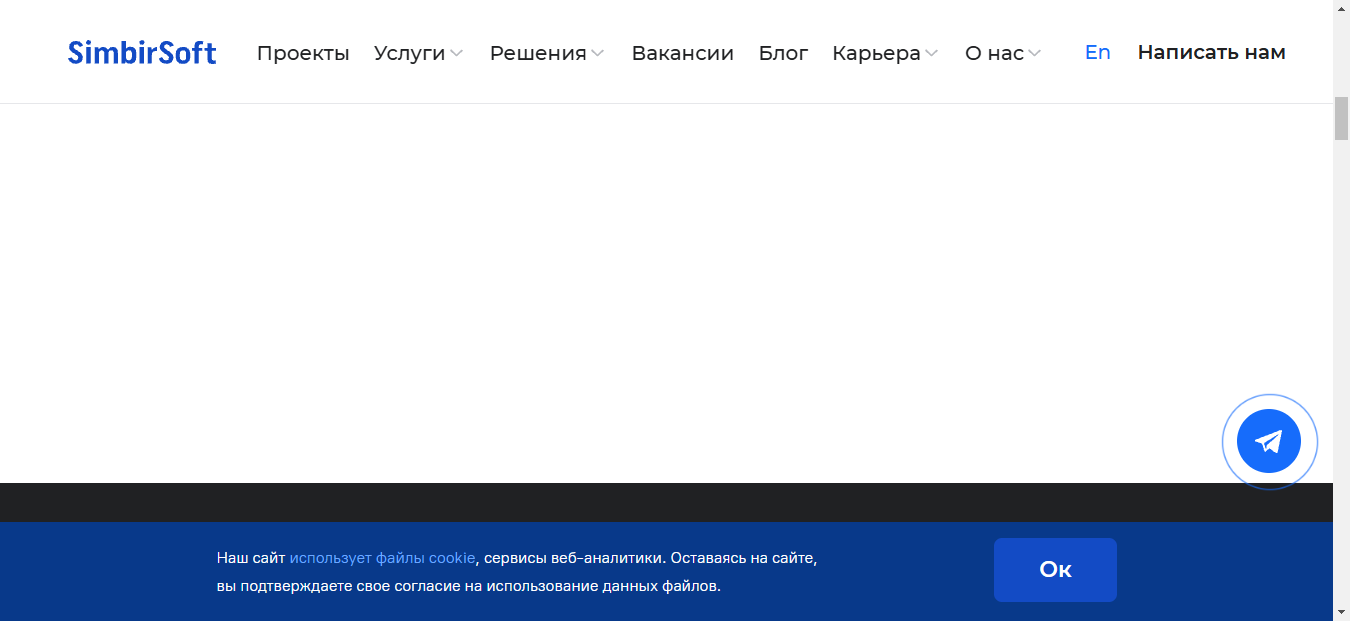 SimbirSoft Проекты Услуги Решения Вакансии Блог Карьера О нас En Написать нам
Наш сайт использует файлы cookie, сервисы веб-аналитики. Оставаясь на сайте,
вы подтверждаете свое согласие на использование данных файлов.
Ок